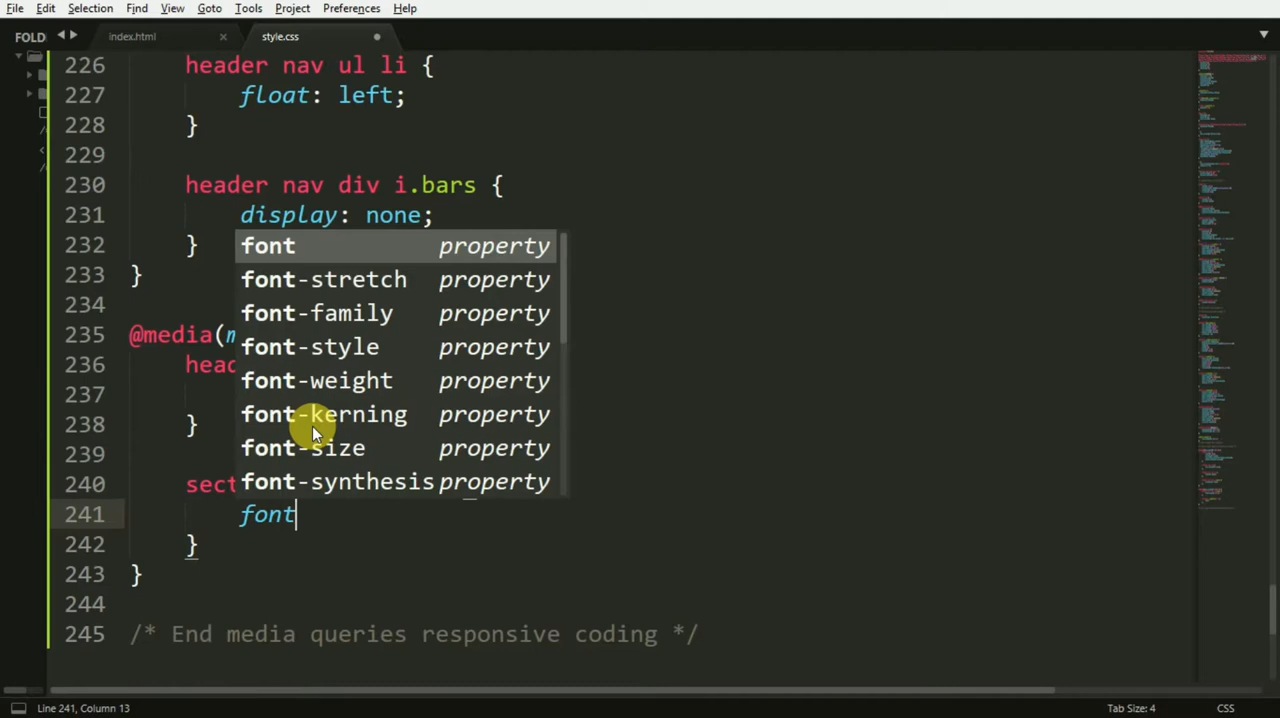 File Edit Selection View Goto Tools Project Preferences Help
FOLD index.html × style.css
226 header nav ul li {
227 float: left;
228 }
229
230 header nav div i.bars {
231 display: none;
232 }
font property
233 }
font-stretch property
234
font-family property
235 @media(
font-style property
236
font-weight property
237
font-kerning property
238 }
font-size property
239
font-synthesis property
240
241 font
242 }
243 }
244
245 /* End media queries responsive coding */
Line 241, Column 13 Tab Size: 4 CSS